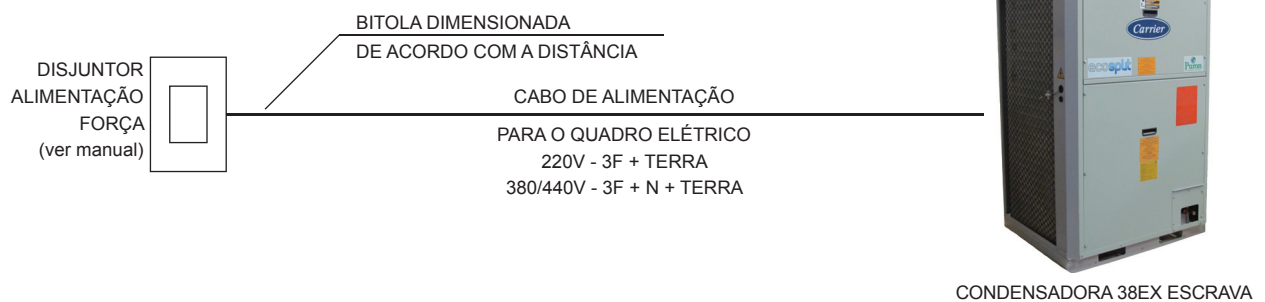 BITOLA DIMENSIONADA
DE ACORDO COM A DISTÂNCIA
DISJUNTOR
ALIMENTAÇÃO
FORÇA
(ver manual)
CABO DE ALIMENTAÇÃO
PARA O QUADRO ELÉTRICO
220V - 3F + TERRA
380/440V - 3F + N + TERRA
Carrier
ecosplit
Puron
CONDENSADORA 38EX ESCRAVA